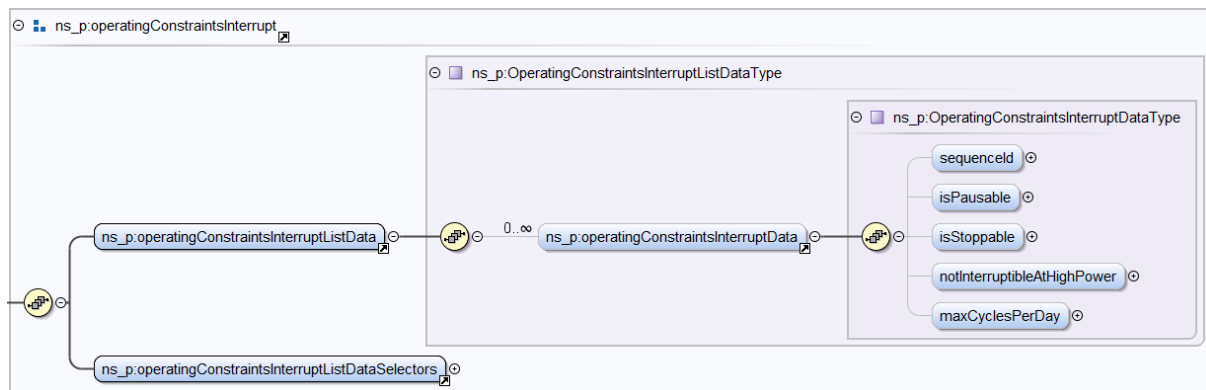 ns_p:operatingConstraintsInterrupt
ns_p:OperatingConstraintsInterruptListDataType
ns_p:OperatingConstraintsInterruptDataType
sequenceId
isPausable
ns_p:operatingConstraintsInterruptListData
0..∞
ns_p:operatingConstraintsInterruptData
isStoppable
notInterruptibleAtHighPower
maxCyclesPerDay
ns_p:operatingConstraintsInterruptListDataSelectors